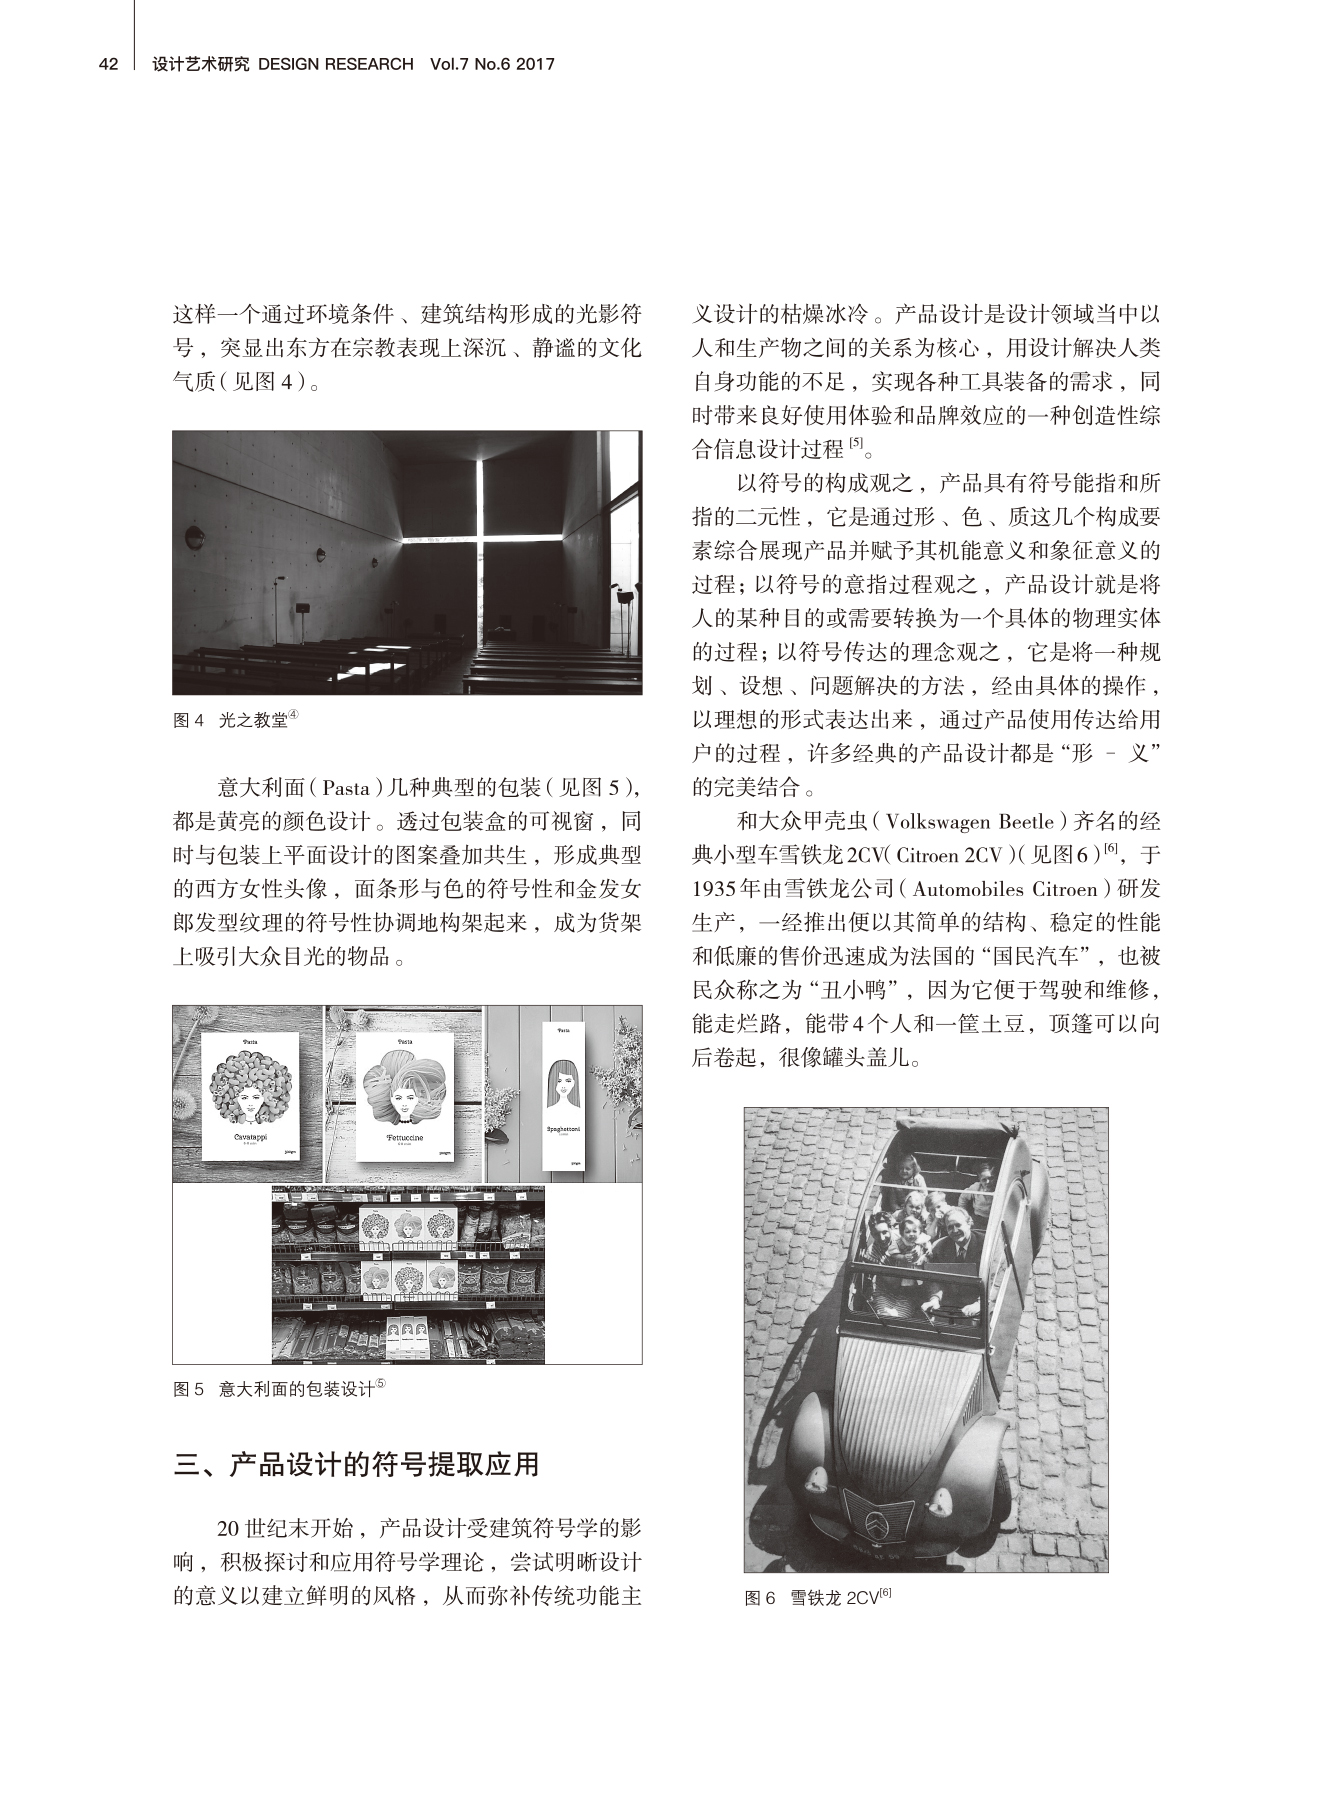 42
设计艺术研究 DESIGN RESEARCH Vol.7 No.6 2017
这样一个通过环境条件、建筑结构形成的光影符
号，突显出东方在宗教表现上深沉、静谧的文化
气质（见图 4）。
图 4 光之教堂④
意大利面（Pasta）几种典型的包装（见图 5），
都是黄亮的颜色设计。透过包装盒的可视窗，同
时与包装上平面设计的图案叠加共生，形成典型
的西方女性头像，面条形与色的符号性和金发女
郎发型纹理的符号性协调地构架起来，成为货架
上吸引大众目光的物品。
Pasta
Cavatappi
Pasta
Fettuccine
Pasta
Spaghettoni
图 5 意大利面的包装设计⑤
三、产品设计的符号提取应用
20 世纪末开始，产品设计受建筑符号学的影
响，积极探讨和应用符号学理论，尝试明晰设计
的意义以建立鲜明的风格，从而弥补传统功能主
义设计的枯燥冰冷。产品设计是设计领域当中以
人和生产物之间的关系为核心，用设计解决人类
自身功能的不足，实现各种工具装备的需求，同
时带来良好使用体验和品牌效应的一种创造性综
合信息设计过程[5]。
以符号的构成观之，产品具有符号能指和所
指的二元性，它是通过形、色、质这几个构成要
素综合展现产品并赋予其机能意义和象征意义的
过程；以符号的意指过程观之，产品设计就是将
人的某种目的或需要转换为一个具体的物理实体
的过程；以符号传达的理念观之，它是将一种规
划、设想、问题解决的方法，经由具体的操作，
以理想的形式表达出来，通过产品使用传达给用
户的过程，许多经典的产品设计都是“形 – 义”
的完美结合。
和大众甲壳虫（Volkswagen Beetle）齐名的经
典小型车雪铁龙2CV（Citroen 2CV）（见图6）[6]，于
1935年由雪铁龙公司（Automobiles Citroen）研发
生产，一经推出便以其简单的结构、稳定的性能
和低廉的售价迅速成为法国的“国民汽车”，也被
民众称之为“丑小鸭”，因为它便于驾驶和维修，
能走烂路，能带4个人和一筐土豆，顶篷可以向
后卷起，很像罐头盖儿。
图 6 雪铁龙 2CV[6]